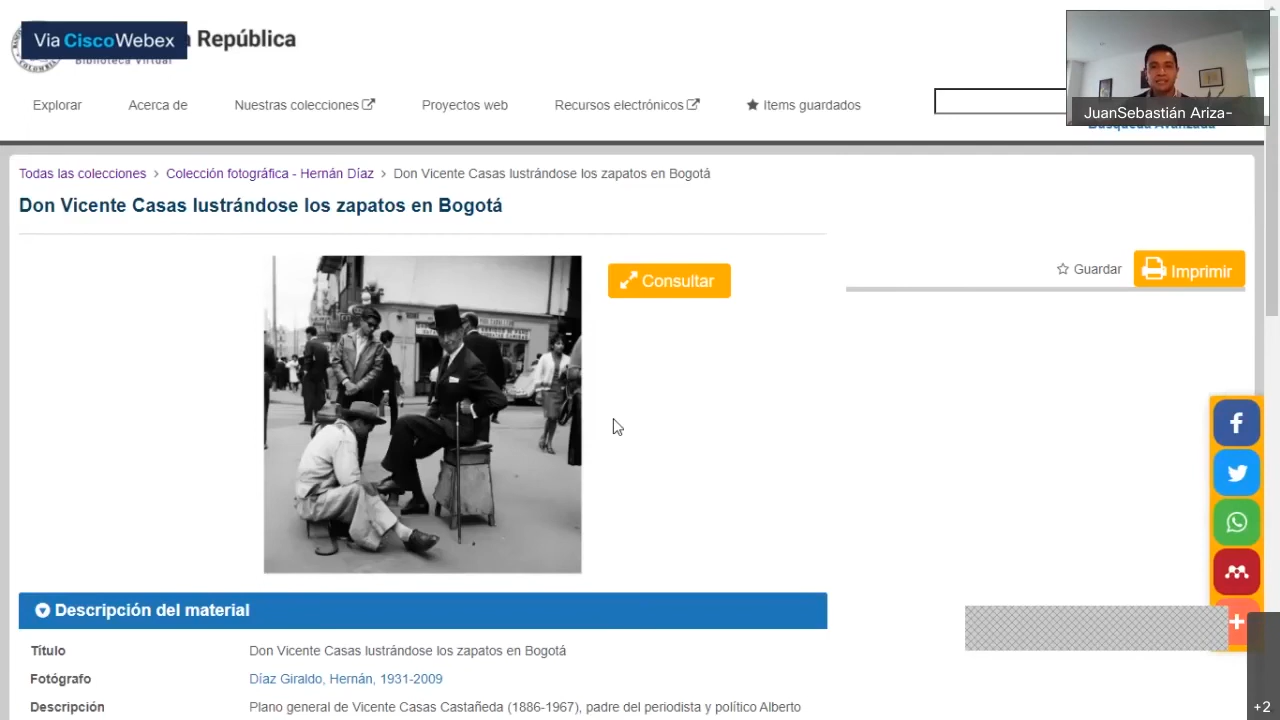 Via CiscoWebex
República
Biblioteca Virtual
JuanSebastián Ariza-
Explorar
Acerca de
Nuestras colecciones
Proyectos web
Recursos electrónicos
Items guardados
Búsqueda Avanzada
Todas las colecciones › Colección fotográfica - Hernán Díaz › Don Vicente Casas lustrándose los zapatos en Bogotá
Don Vicente Casas lustrándose los zapatos en Bogotá
Consultar
Guardar
Imprimir
Descripción del material
Título Don Vicente Casas lustrándose los zapatos en Bogotá
Fotógrafo Díaz Giraldo, Hernán, 1931-2009
Descripción Plano general de Vicente Casas Castañeda (1886-1967), padre del periodista y político Alberto
+2